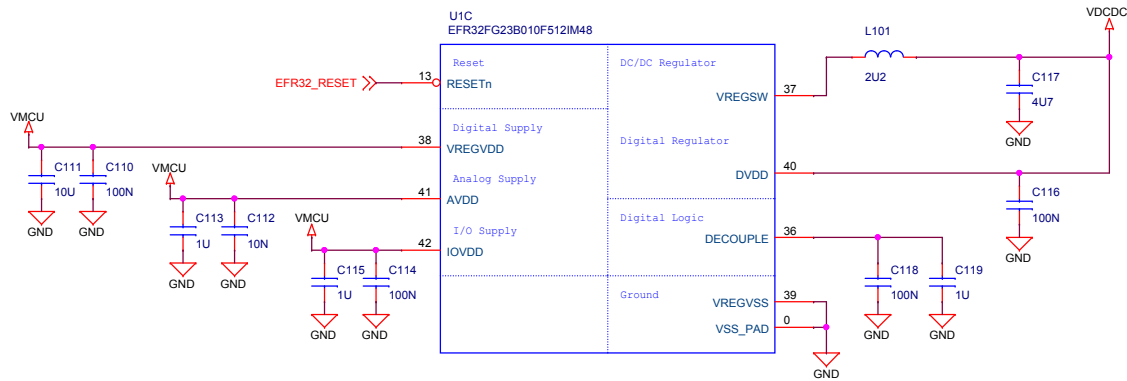 U1C
EFR32FG23B010F512IM48
VDCDC
L101
2U2
Reset
DC/DC Regulator
EFR32_RESET
13
RESETn
VREGSW
37
C117
4U7
GND
VMCU
Digital Supply
38
VREGVDD
Digital Regulator
DVDD
40
C111
10U
C110
100N
GND
GND
VMCU
Analog Supply
41
AVDD
C116
100N
GND
C113
1U
C112
10N
GND
GND
VMCU
I/O Supply
42
IOVDD
Digital Logic
DECOUPLE
36
C115
1U
C114
100N
GND
GND
C118
100N
C119
1U
GND
GND
Ground
VREGVSS
39
VSS_PAD
0
GND